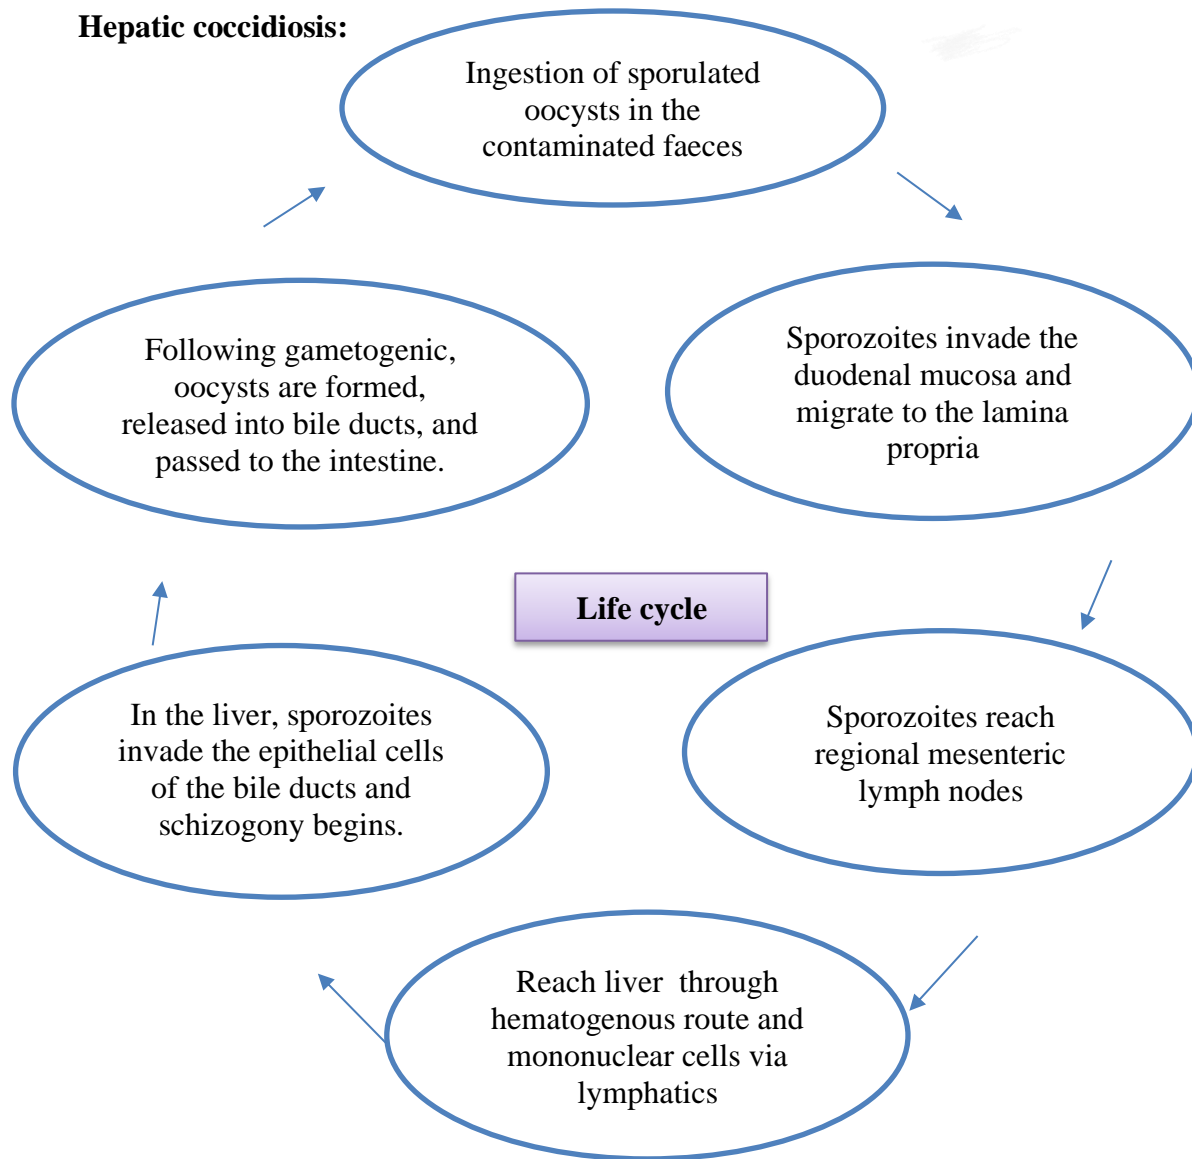 Hepatic coccidiosis:
Ingestion of sporulated
oocysts in the
contaminated faeces
Sporozoites invade the
duodenal mucosa and
migrate to the lamina
propria
Sporozoites reach
regional mesenteric
lymph nodes
Reach liver through
hematogenous route and
mononuclear cells via
lymphatics
In the liver, sporozoites
invade the epithelial cells
of the bile ducts and
schizogony begins.
Following gametogenic,
oocysts are formed,
released into bile ducts, and
passed to the intestine.
Life cycle